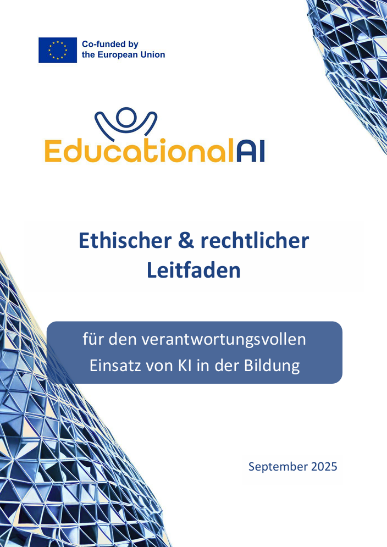 Co-funded by
the European Union
EducationalAI
Ethischer & rechtlicher
Leitfaden
für den verantwortungsvollen
Einsatz von KI in der Bildung
September 2025